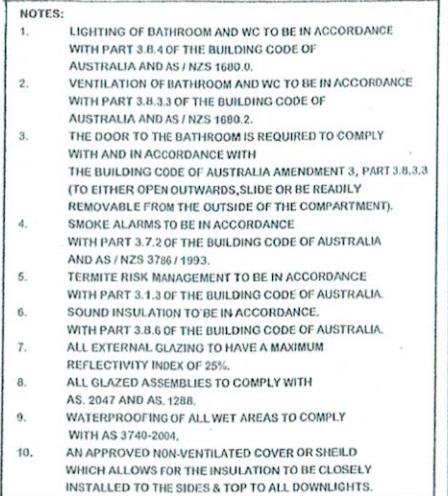 NOTES:
1. LIGHTING OF BATHROOM AND WC TO BE IN ACCORDANCE
WITH PART 3.8.4 OF THE BUILDING CODE OF
AUSTRALIA AND AS / NZS 1680.0.
2. VENTILATION OF BATHROOM AND WC TO BE IN ACCORDANCE
WITH PART 3.8.3.3 OF THE BUILDING CODE OF
AUSTRALIA AND AS / NZS 1680.2.
3. THE DOOR TO THE BATHROOM IS REQUIRED TO COMPLY
WITH AND IN ACCORDANCE WITH
THE BUILDING CODE OF AUSTRALIA AMENDMENT 3, PART 3.8.3.3
(TO EITHER OPEN OUTWARDS,SLIDE OR BE READILY
REMOVABLE FROM THE OUTSIDE OF THE COMPARTMENT).
4. SMOKE ALARMS TO BE IN ACCORDANCE
WITH PART 3.7.2 OF THE BUILDING CODE OF AUSTRALIA
AND AS / NZS 3786 / 1993.
5. TERMITE RISK MANAGEMENT TO BE IN ACCORDANCE
WITH PART 3.1.3 OF THE BUILDING CODE OF AUSTRALIA.
6. SOUND INSULATION TO BE IN ACCORDANCE.
WITH PART 3.8.6 OF THE BUILDING CODE OF AUSTRALIA.
7. ALL EXTERNAL GLAZING TO HAVE A MAXIMUM
REFLECTIVITY INDEX OF 25%.
8. ALL GLAZED ASSEMBLIES TO COMPLY WITH
AS. 2047 AND AS. 1288.
9. WATERPROOFING OF ALL WET AREAS TO COMPLY
WITH AS 3740-2004.
10. AN APPROVED NON-VENTILATED COVER OR SHEILD
WHICH ALLOWS FOR THE INSULATION TO BE CLOSELY
INSTALLED TO THE SIDES & TOP TO ALL DOWNLIGHTS.